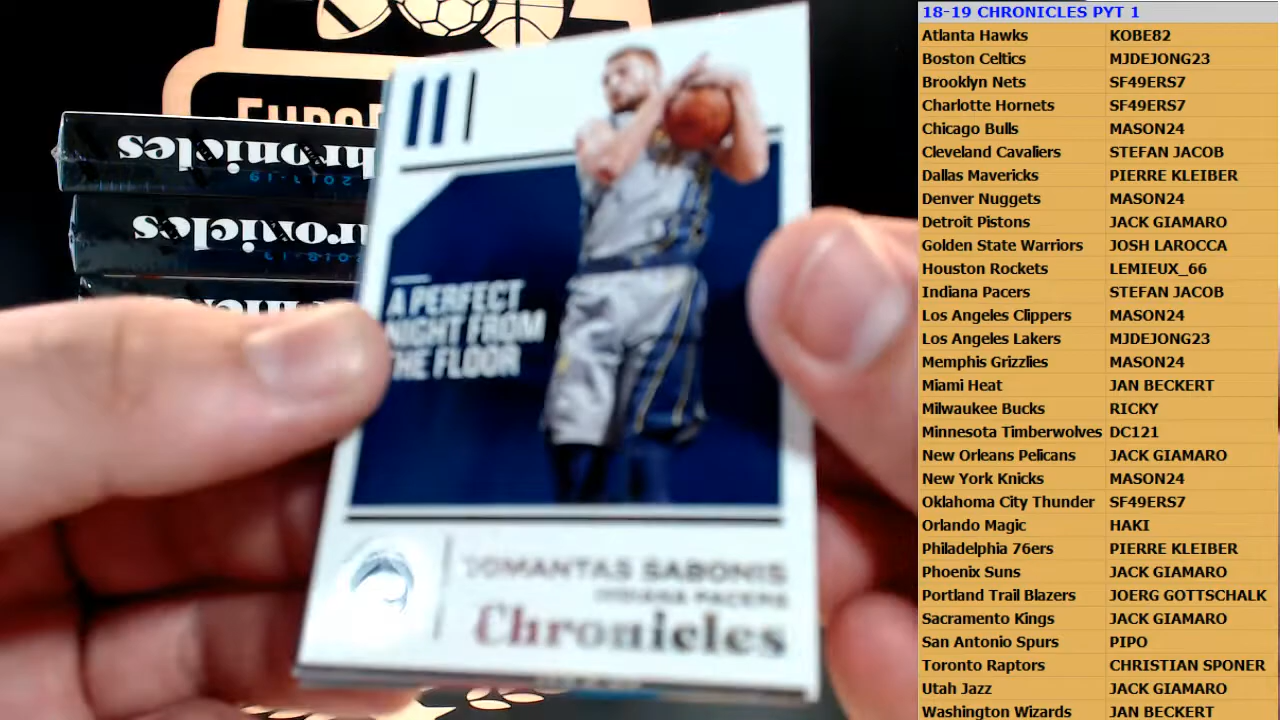 18-19 CHRONICLES PYT 1
Atlanta Hawks KOBE82
Boston Celtics MJDEJONG23
Brooklyn Nets SF49ERS7
Charlotte Hornets SF49ERS7
Chicago Bulls MASON24
Cleveland Cavaliers STEFAN JACOB
Dallas Mavericks PIERRE KLEIBER
Denver Nuggets MASON24
Detroit Pistons JACK GIAMARO
Golden State Warriors JOSH LAROCCA
Houston Rockets LEMIEUX_66
Indiana Pacers STEFAN JACOB
Los Angeles Clippers MASON24
Los Angeles Lakers MJDEJONG23
Memphis Grizzlies MASON24
Miami Heat JAN BECKERT
Milwaukee Bucks RICKY
Minnesota Timberwolves DC121
New Orleans Pelicans JACK GIAMARO
New York Knicks MASON24
Oklahoma City Thunder SF49ERS7
Orlando Magic HAKI
Philadelphia 76ers PIERRE KLEIBER
Phoenix Suns JACK GIAMARO
Portland Trail Blazers JOERG GOTTSCHALK
Sacramento Kings JACK GIAMARO
San Antonio Spurs PIPO
Toronto Raptors CHRISTIAN SPONER
Utah Jazz JACK GIAMARO
Washington Wizards JAN BECKERT
11
A PERFECT
NIGHT FROM
THE FLOOR
DOMANTAS SABONIS
INDIANA PACERS
Chronicles